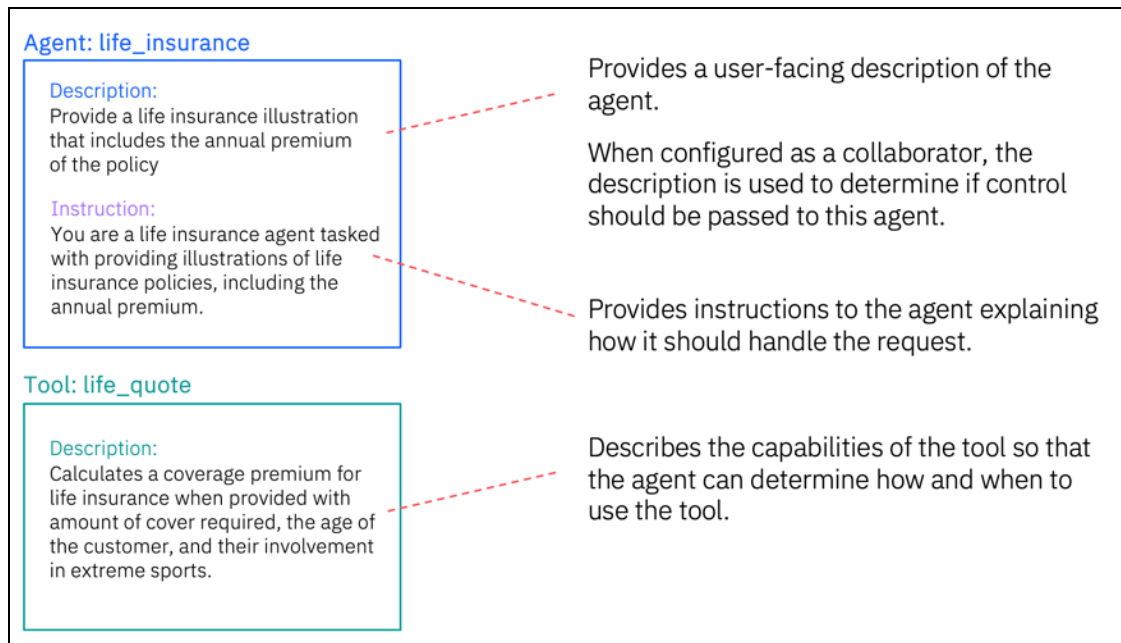 Agent: life_insurance
Description:
Provide a life insurance illustration
that includes the annual premium
of the policy
Instruction:
You are a life insurance agent tasked
with providing illustrations of life
insurance policies, including the
annual premium.
Provides a user-facing description of the
agent.
When configured as a collaborator, the
description is used to determine if control
should be passed to this agent.
Provides instructions to the agent explaining
how it should handle the request.
Tool: life_quote
Description:
Calculates a coverage premium for
life insurance when provided with
amount of cover required, the age of
the customer, and their involvement
in extreme sports.
Describes the capabilities of the tool so that
the agent can determine how and when to
use the tool.